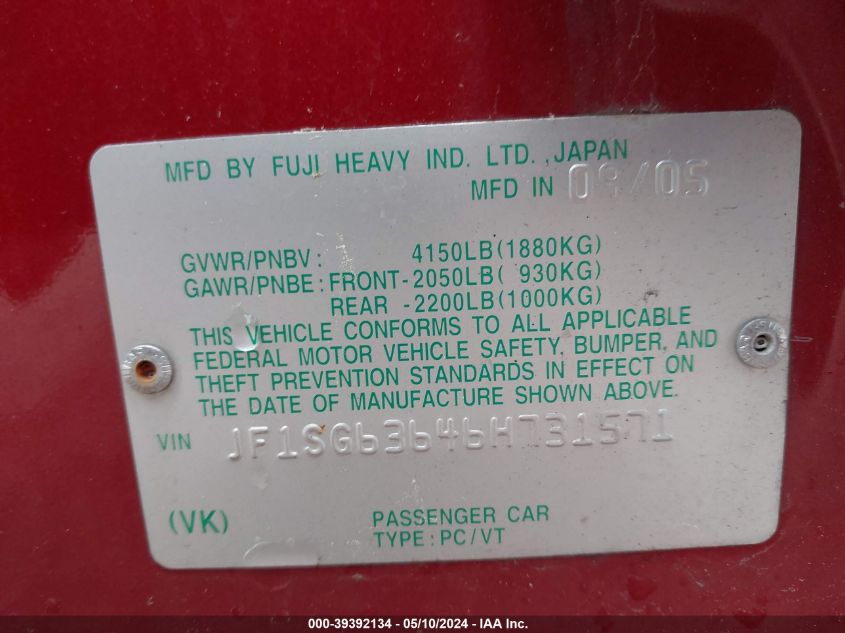 MFD BY FUJI HEAVY IND. LTD., JAPAN
MFD IN 09/05
GVWR/PNBV: 4150LB(1880KG)
GAWR/PNBE: FRONT-2050LB( 930KG)
REAR -2200LB(1000KG)
THIS VEHICLE CONFORMS TO ALL APPLICABLE
FEDERAL MOTOR VEHICLE SAFETY, BUMPER, AND
THEFT PREVENTION STANDARDS IN EFFECT ON
THE DATE OF MANUFACTURE SHOWN ABOVE.
VIN JF1SG63646H731571
(VK) PASSENGER CAR
TYPE: PC/VT
000-39392134 - 05/10/2024 - IAA Inc.